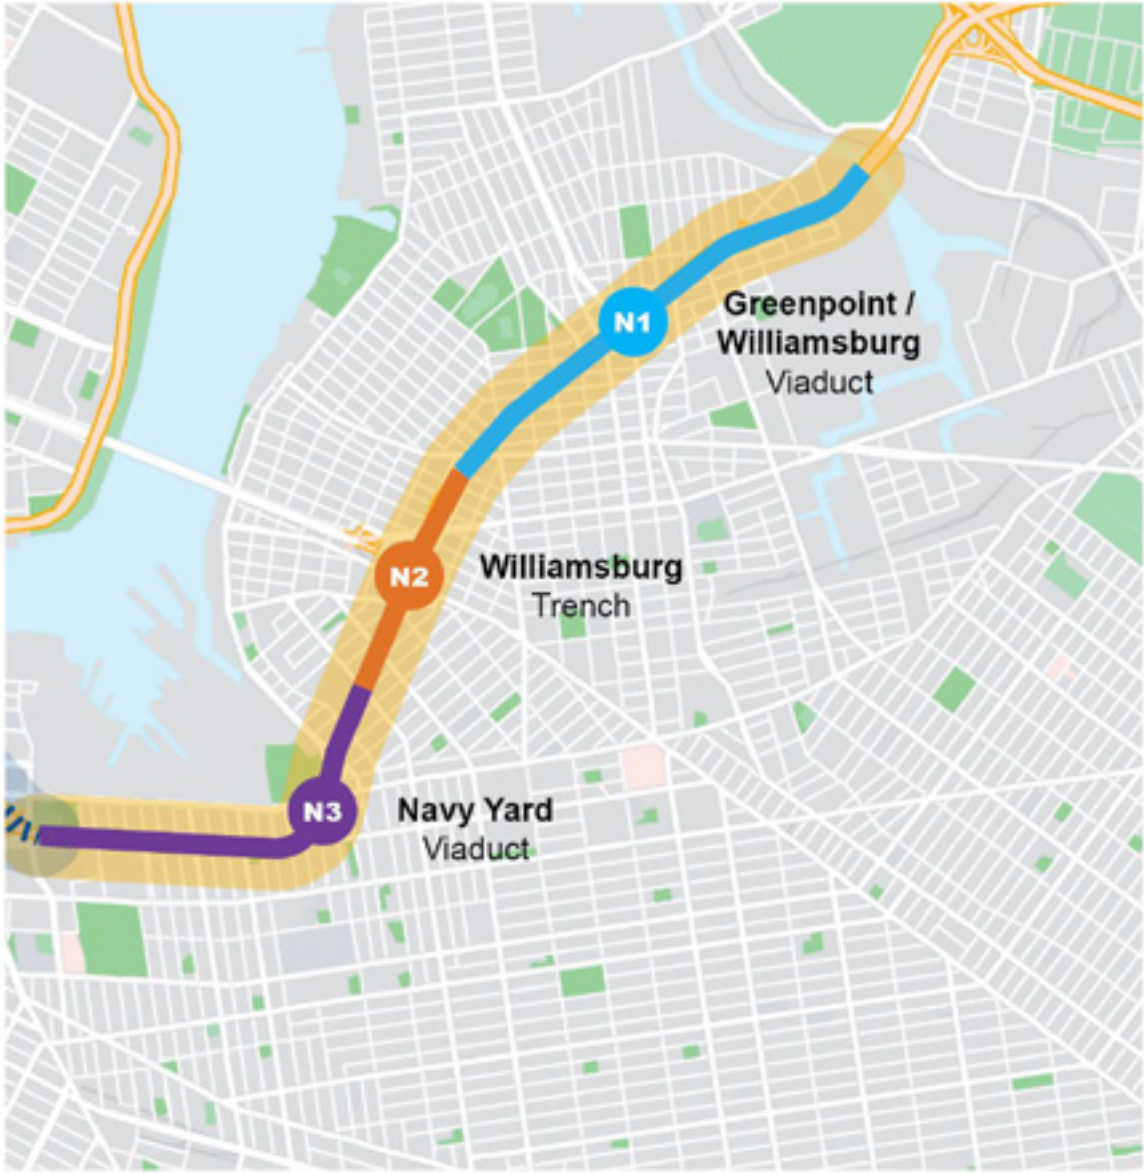 N1
Greenpoint /
Williamsburg
Viaduct
N2
Williamsburg
Trench
N3
Navy Yard
Viaduct